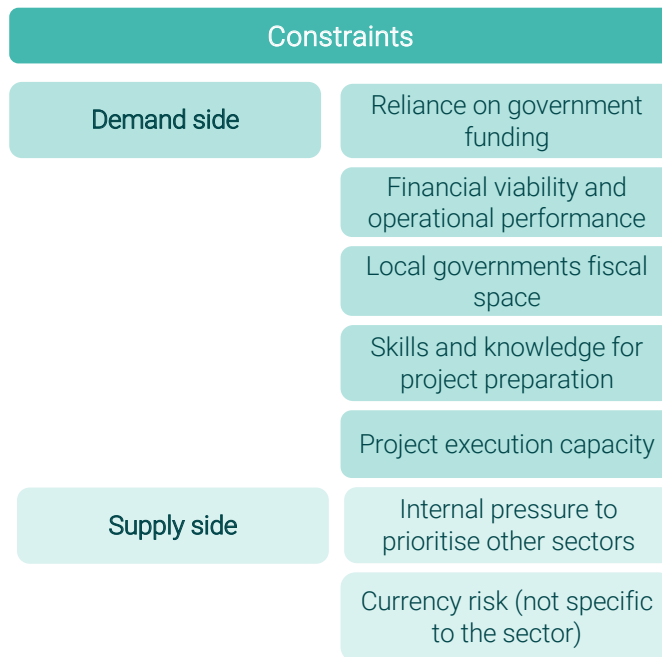 Constraints
Demand side
Reliance on government
funding
Financial viability and
operational performance
Local governments fiscal
space
Skills and knowledge for
project preparation
Project execution capacity
Supply side
Internal pressure to
prioritise other sectors
Currency risk (not specific
to the sector)